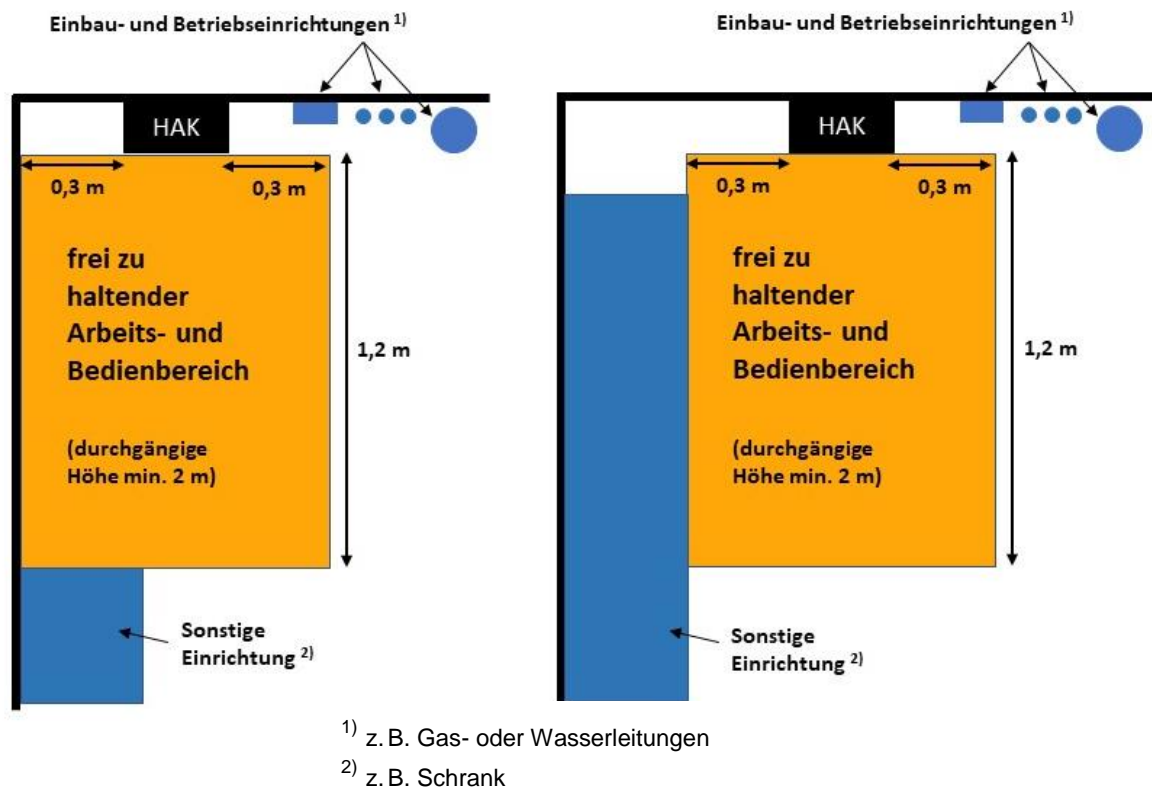 Einbau- und Betriebseinrichtungen 1)
HAK
0,3 m
0,3 m
frei zu
haltender
Arbeits- und
Bedienbereich
(durchgängige
Höhe min. 2 m)
1,2 m
Sonstige
Einrichtung 2)
Einbau- und Betriebseinrichtungen 1)
HAK
0,3 m
0,3 m
frei zu
haltender
Arbeits- und
Bedienbereich
(durchgängige
Höhe min. 2 m)
1,2 m
Sonstige
Einrichtung 2)
1) z. B. Gas- oder Wasserleitungen
2) z. B. Schrank